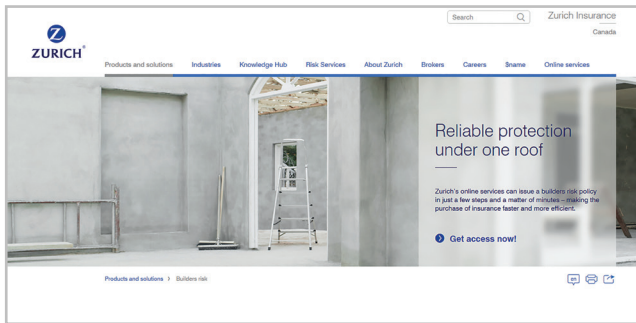 Search
Zurich Insurance
Canada
ZURICH®
Products and solutions Industries Knowledge Hub Risk Services About Zurich Brokers Careers $name Online services
Reliable protection
under one roof
Zurich's online services can issue a builders risk policy
in just a few steps and a matter of minutes – making the
purchase of insurance faster and more efficient.
Get access now!
Products and solutions Builders risk
en